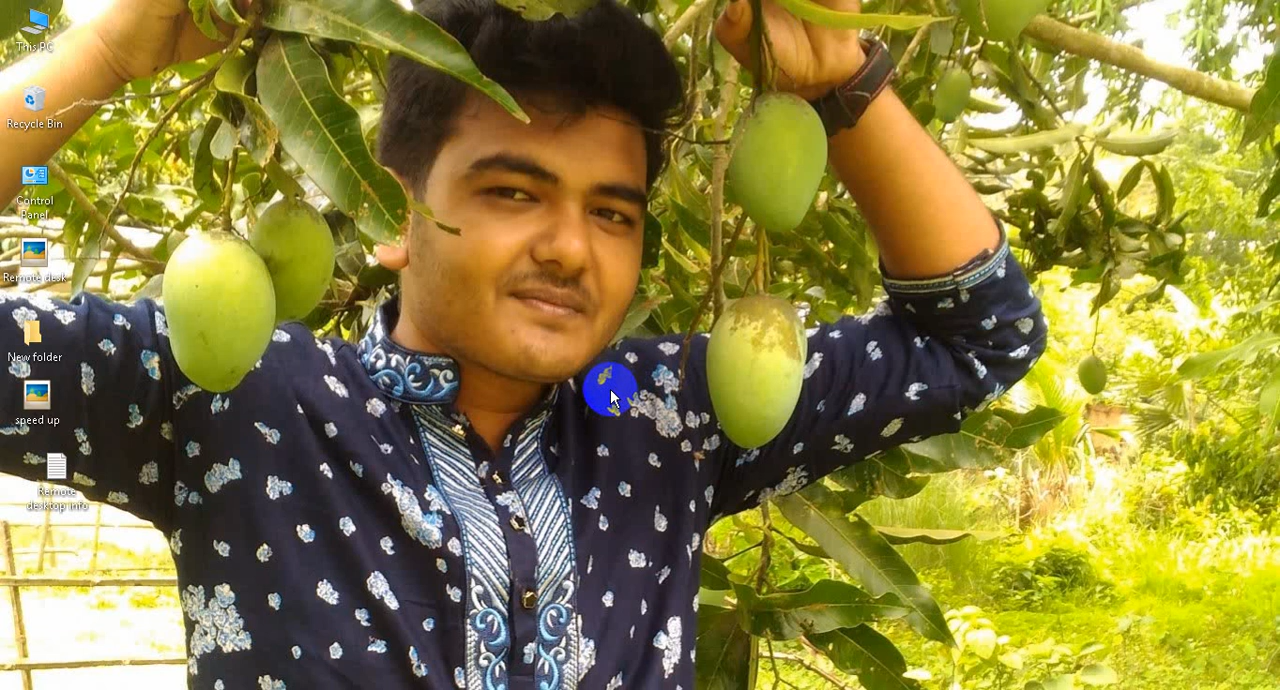 This PC
Recycle Bin
Control
Panel
Remote desk
New folder
speed up
Remote
desktop info